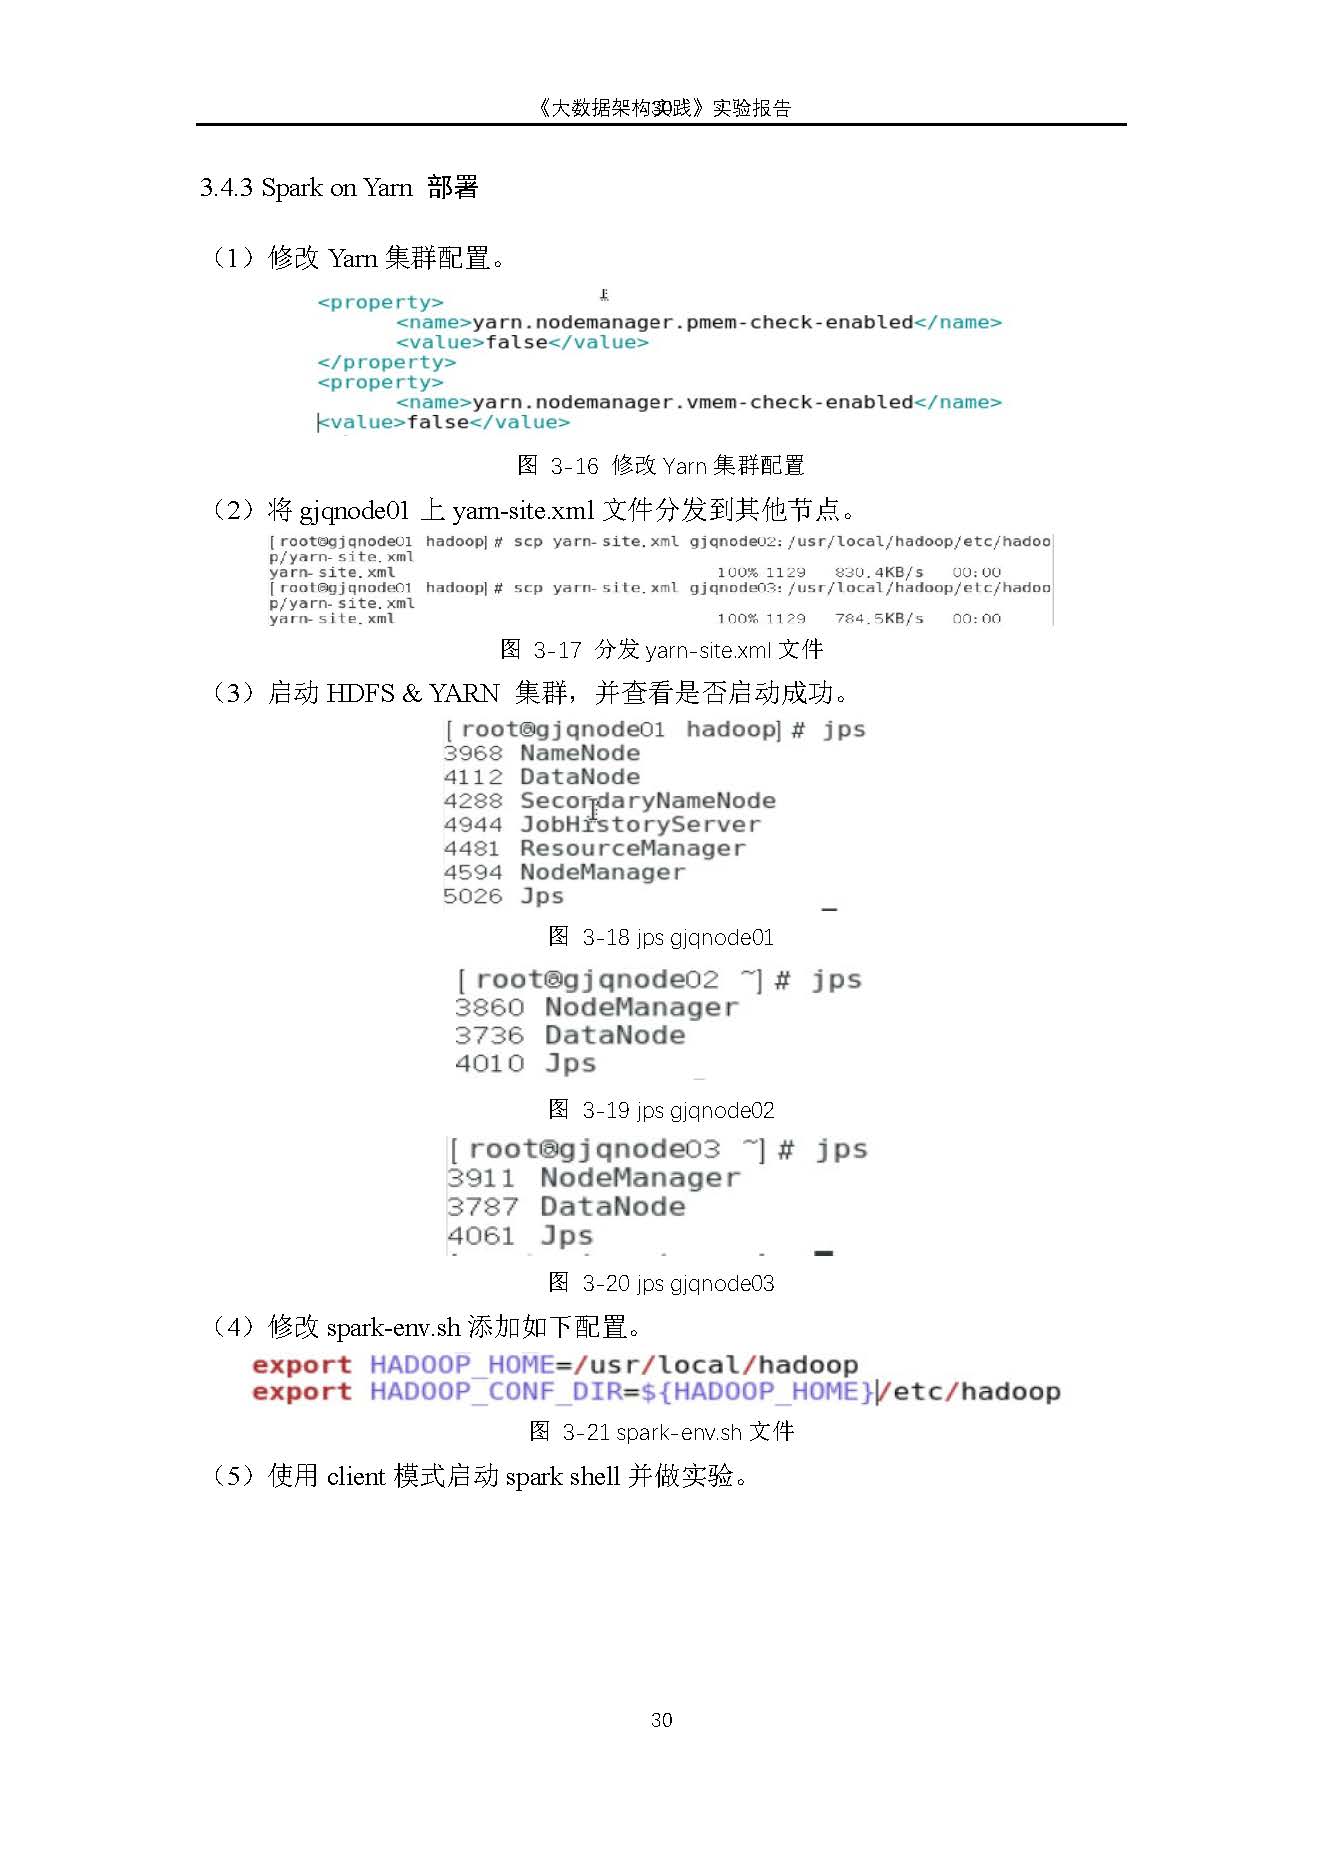 《大数据架构实践》实验报告
30
3.4.3 Spark on Yarn 部署
（1）修改 Yarn 集群配置。
<property>
<name>yarn.nodemanager.pmem-check-enabled</name>
<value>false</value>
</property>
<property>
<name>yarn.nodemanager.vmem-check-enabled</name>
<value>false</value>
图 3-16 修改 Yarn 集群配置
（2）将 gjqnode01 上 yarn-site.xml 文件分发到其他节点。
[root@gjqnode01 hadoop]# scp yarn-site.xml gjqnode02:/usr/local/hadoop/etc/hadoo
p/yarn-site.xml
yarn-site.xml 100% 1129 830.4KB/s 00:00
[root@gjqnode01 hadoop]# scp yarn-site.xml gjqnode03:/usr/local/hadoop/etc/hadoo
p/yarn-site.xml
yarn-site.xml 100% 1129 784.5KB/s 00:00
图 3-17 分发 yarn-site.xml 文件
（3）启动 HDFS & YARN 集群，并查看是否启动成功。
[root@gjqnode01 hadoop]# jps
3968 NameNode
4112 DataNode
4288 SecondaryNameNode
4944 JobHistoryServer
4481 ResourceManager
4594 NodeManager
5026 Jps
图 3-18 jps gjqnode01
[root@gjqnode02 ~]# jps
3860 NodeManager
3736 DataNode
4010 Jps
图 3-19 jps gjqnode02
[root@gjqnode03 ~]# jps
3911 NodeManager
3787 DataNode
4061 Jps
图 3-20 jps gjqnode03
（4）修改 spark-env.sh 添加如下配置。
export HADOOP_HOME=/usr/local/hadoop
export HADOOP_CONF_DIR=${HADOOP_HOME}/etc/hadoop
图 3-21 spark-env.sh 文件
（5）使用 client 模式启动 spark shell 并做实验。
30